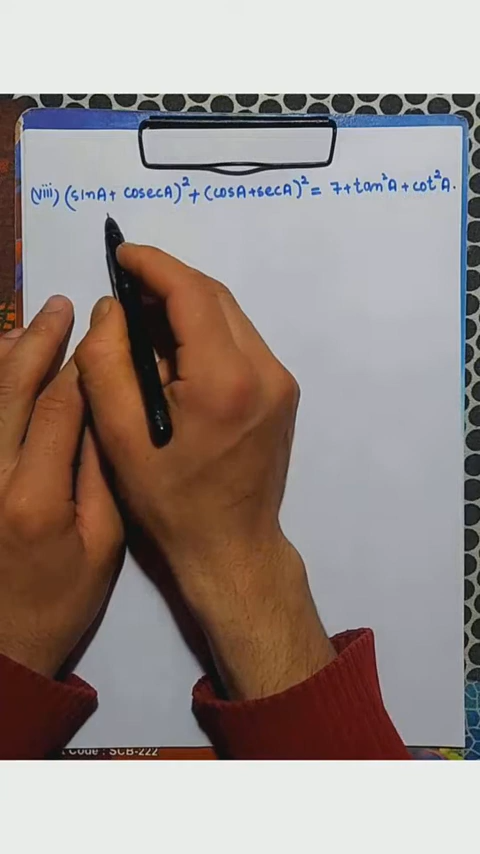 (viii) (sinA + cosecA)² + (cosA + secA)² = 7 + tan²A + cot²A.
Code : SCB-222